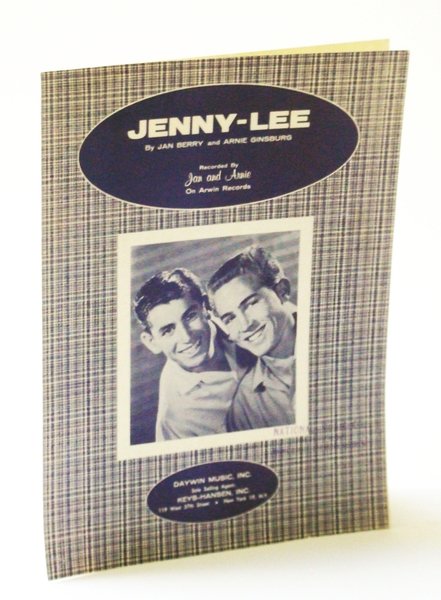 JENNY-LEE
By JAN BERRY and ARNIE GINSBURG
Recorded By
Jan and Arnie
On Arwin Records
NATIONAL
DAYWIN MUSIC, INC.
Sole Selling Agent:
KEYS-HANSEN, INC.
119 West 57th Street • New York 19, N.Y.